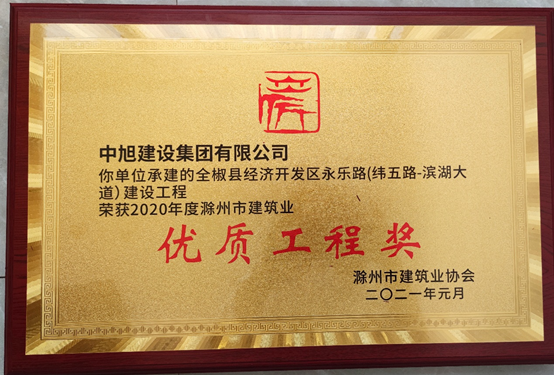 中旭建设集团有限公司
你单位承建的全椒县经济开发区永乐路(纬五路-滨湖大
道)建设工程
荣获2020年度滁州市建筑业
优质工程奖
滁州市建筑业协会
二〇二一年元月